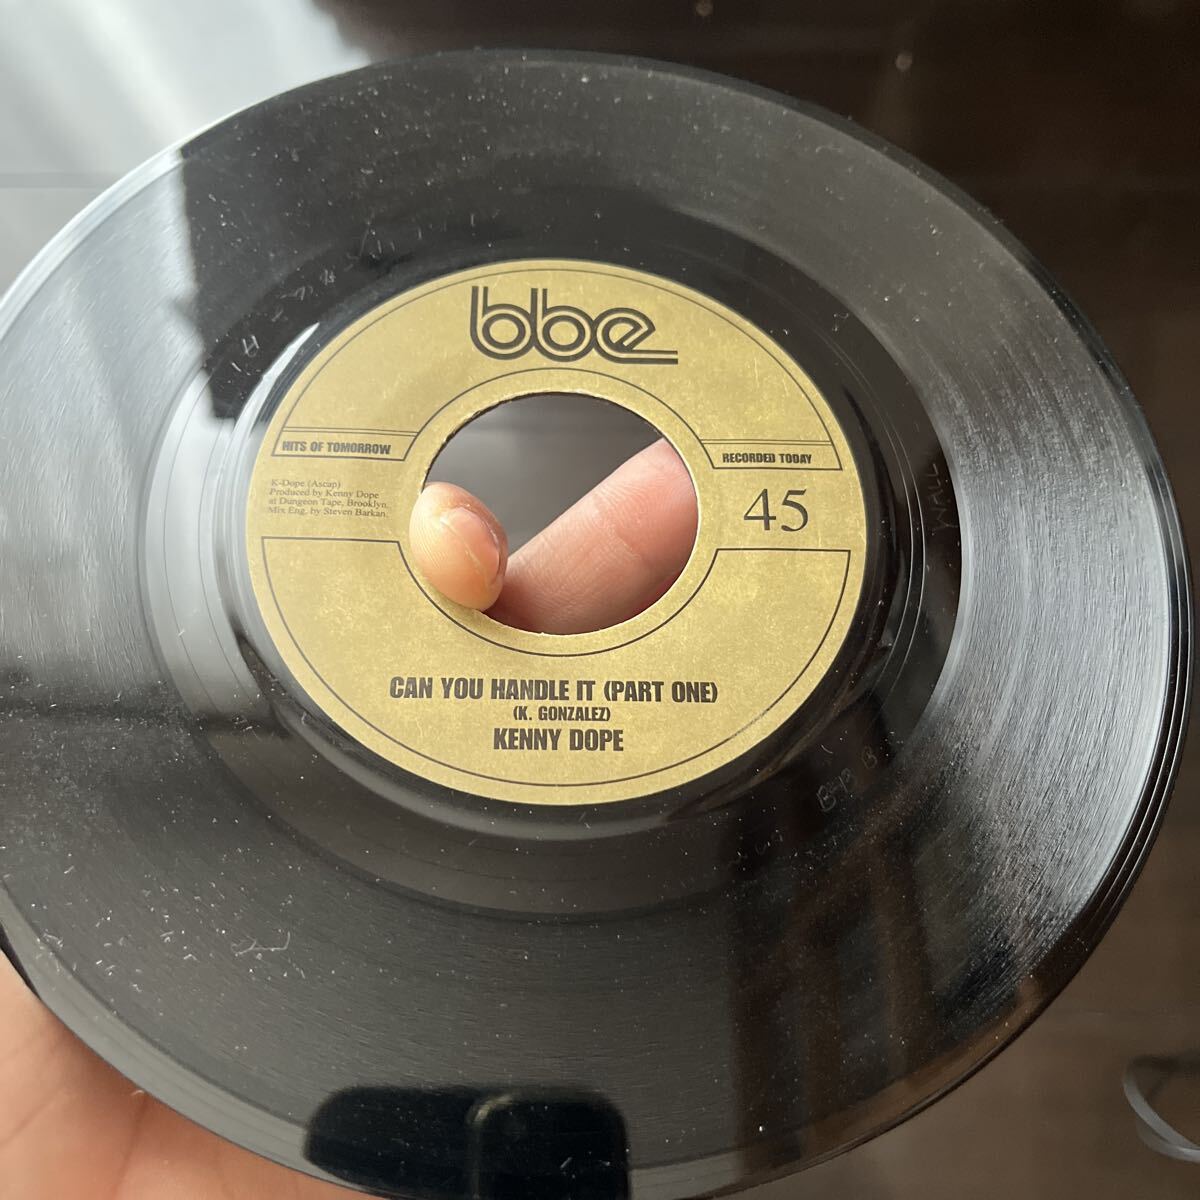 bbe
HITS OF TOMORROW
RECORDED TODAY
K-Dope (Ascap)
Produced by Kenny Dope
at Dungeon Tape, Brooklyn.
Mix Eng. by Steven Barkan.
45
CAN YOU HANDLE IT (PART ONE)
(K. GONZALEZ)
KENNY DOPE